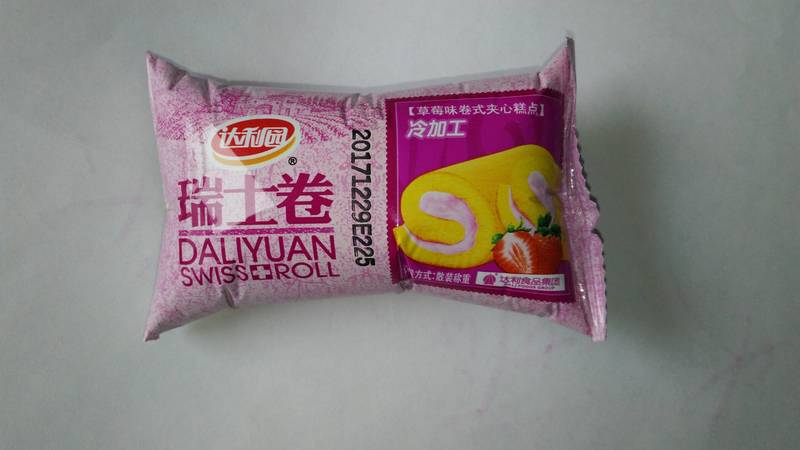 达利园
®
瑞士卷
DALIYUAN
SWISS ROLL
20171229E225
【草莓味卷式夹心糕点】
冷加工
方式:散装称重
达利食品集团